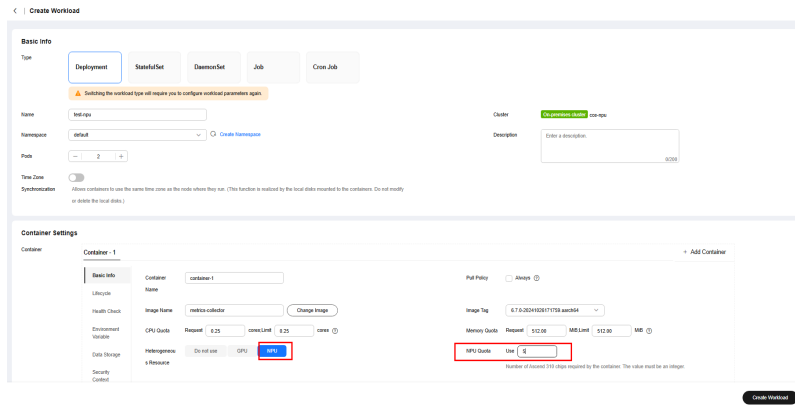 < | Create Workload
Basic Info
Type
Deployment
StatefulSet
DaemonSet
Job
Cron Job
Switching the workload type will require you to configure workload parameters again.
Name
test-npu
Cluster
On-premises cluster
cce-npu
Namespace
default
Create Namespace
Description
Enter a description.
0/200
Pods
− 2 +
Time Zone
Synchronization
Allows containers to use the same time zone as the node where they run. (This function is realized by the local disks mounted to the containers. Do not modify
or delete the local disks.)
Container Settings
Container
Container - 1
+ Add Container
Basic Info
Lifecycle
Health Check
Environment
Variable
Data Storage
Security
Context
Container
Name
container-1
Pull Policy
Always
Image Name
metrics-collector
Change Image
Image Tag
CPU Quota
Request 0.25 cores;Limit 0.25 cores
Memory Quota
Request 512.00 MiB;Limit 512.00 MiB
Heterogeneou
s Resource
Do not use
GPU
NPU
NPU Quota
Use 5
Number of Ascend 310 chips required by the container. The value must be an integer.
Create Workload